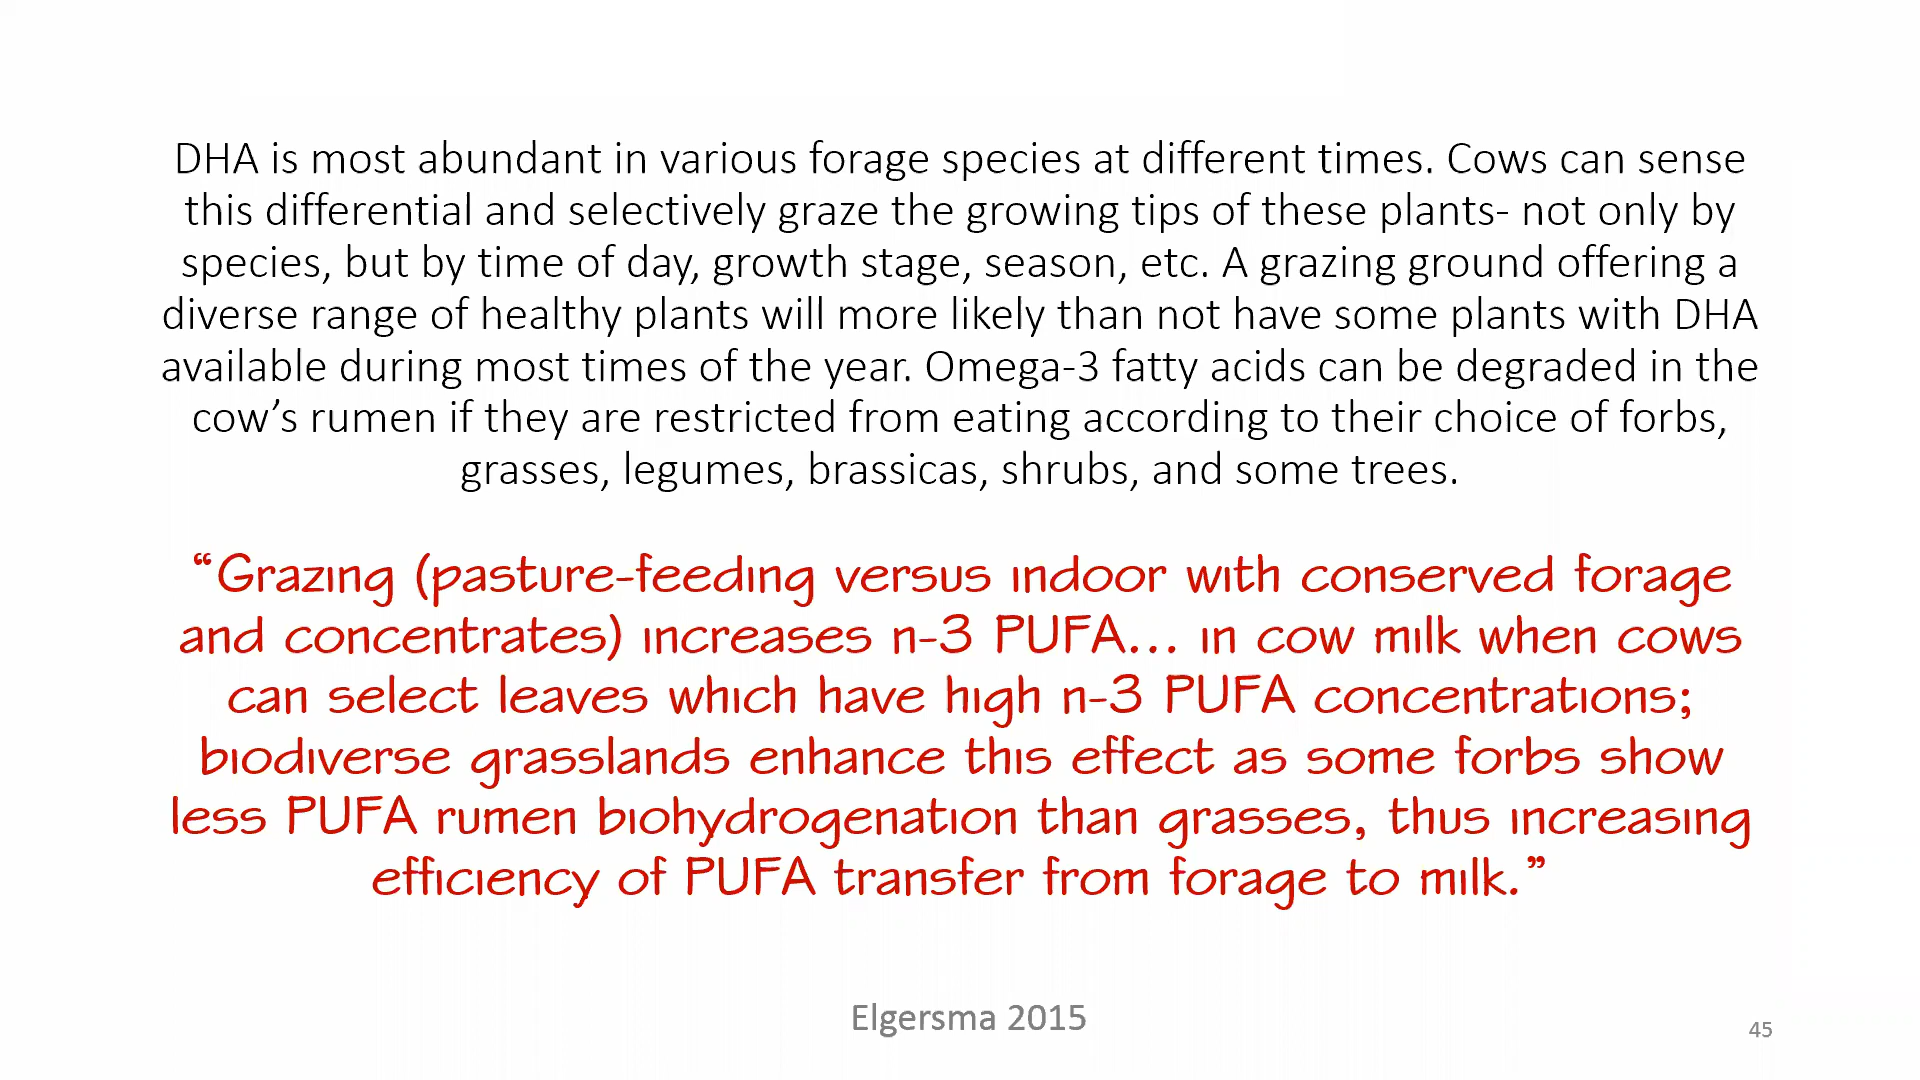 DHA is most abundant in various forage species at different times. Cows can sense
this differential and selectively graze the growing tips of these plants- not only by
species, but by time of day, growth stage, season, etc. A grazing ground offering a
diverse range of healthy plants will more likely than not have some plants with DHA
available during most times of the year. Omega-3 fatty acids can be degraded in the
cow’s rumen if they are restricted from eating according to their choice of forbs,
grasses, legumes, brassicas, shrubs, and some trees.
“Grazing (pasture-feeding versus indoor with conserved forage
and concentrates) increases n-3 PUFA... in cow milk when cows
can select leaves which have high n-3 PUFA concentrations;
biodiverse grasslands enhance this effect as some forbs show
less PUFA rumen biohydrogenation than grasses, thus increasing
efficiency of PUFA transfer from forage to milk.”
Elgersma 2015
45